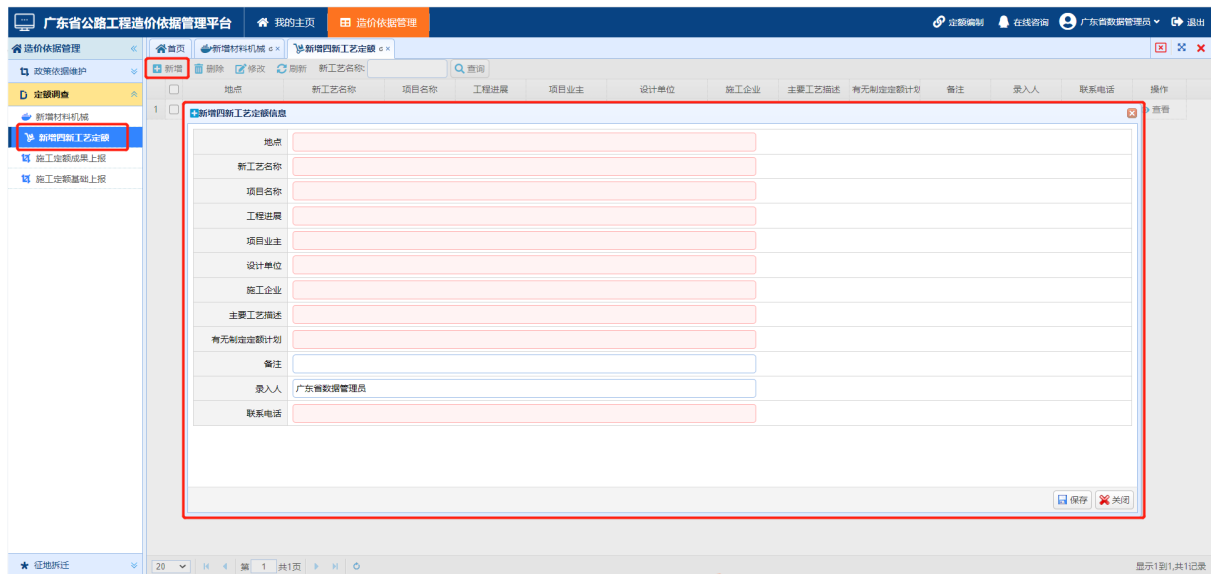 广东省公路工程造价依据管理平台 我的主页 造价依据管理 定额编制 在线咨询 广东省数据管理员 退出
造价依据管理 首页 新增材料机械 新增四新工艺定额
政策依据维护 新增 删除 修改 刷新 新工艺名称: 查询
定额调查 地点 新工艺名称 项目名称 工程进展 项目业主 设计单位 施工企业 主要工艺描述 有无制定定额计划 备注 录入人 联系电话 操作
新增材料机械 1 新增四新工艺定额信息 查看
新增四新工艺定额
施工定额成果上报
施工定额基础上报
地点
新工艺名称
项目名称
工程进展
项目业主
设计单位
施工企业
主要工艺描述
有无制定定额计划
备注
录入人 广东省数据管理员
联系电话
保存 关闭
征地拆迁 20 第 1 共1页 显示1到1,共1记录